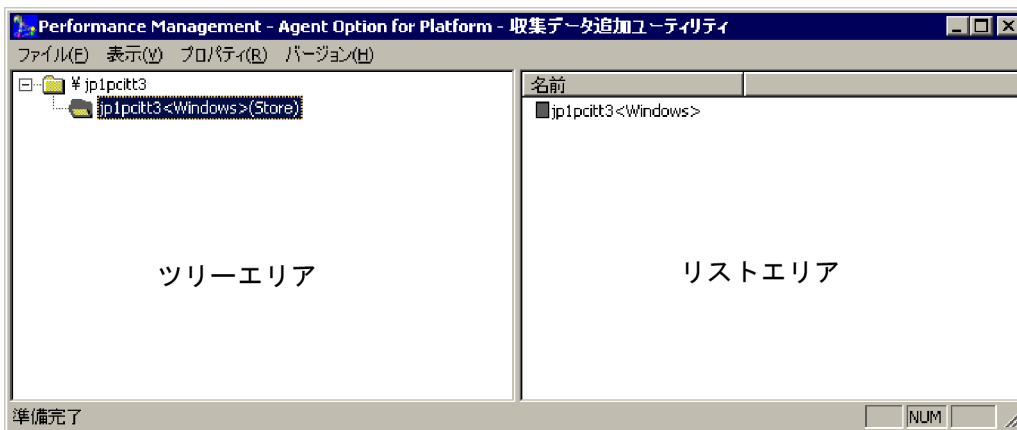 Performance Management - Agent Option for Platform - 収集データ追加ユーティリティ
ファイル(F) 表示(V) プロパティ(R) バージョン(H)
¥ jp1pcitt3
jp1pcitt3<Windows>(Store)
名前
jp1pcitt3<Windows>
ツリーエリア
リストエリア
準備完了
NUM